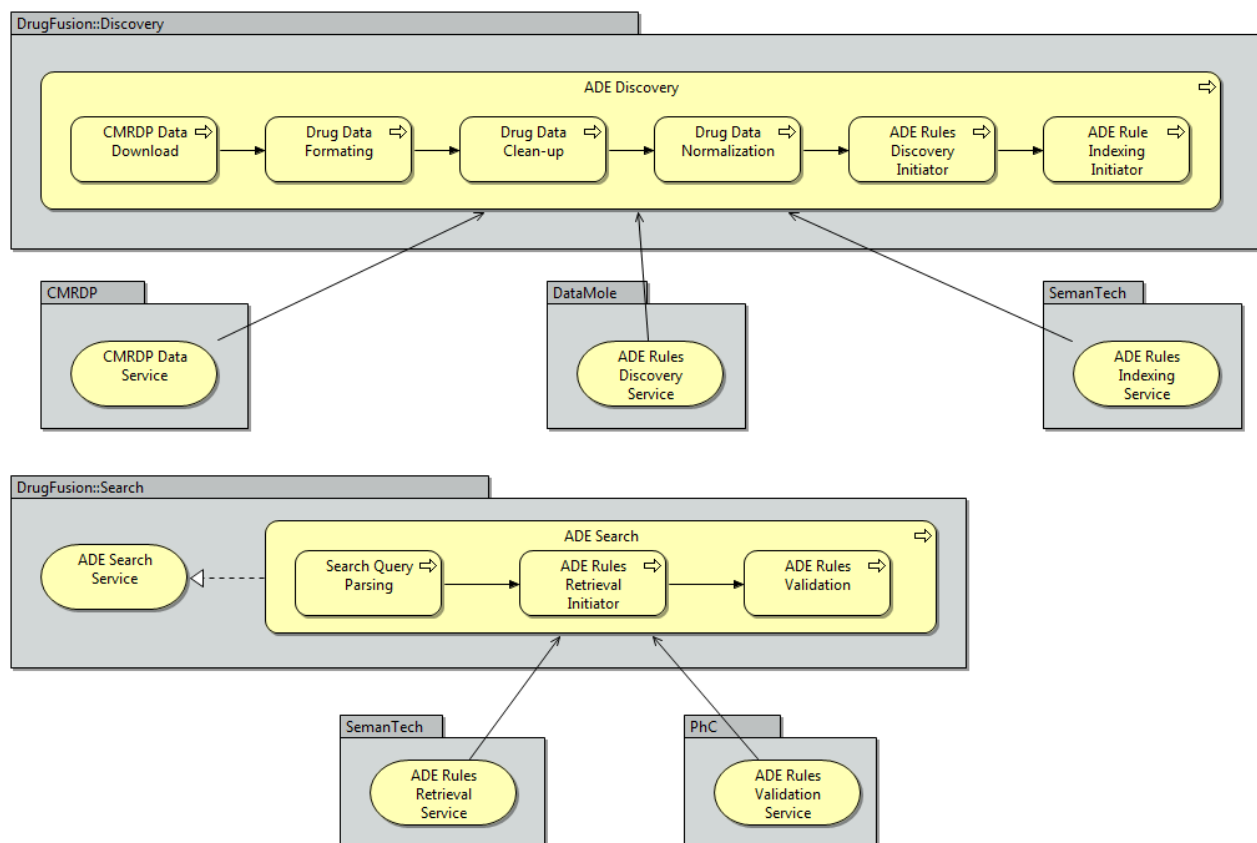 DrugFusion::Discovery
ADE Discovery
CMRDP Data
Download
Drug Data
Formating
Drug Data
Clean-up
Drug Data
Normalization
ADE Rules
Discovery
Initiator
ADE Rule
Indexing
Initiator
CMRDP
CMRDP Data
Service
DataMole
ADE Rules
Discovery
Service
SemanTech
ADE Rules
Indexing
Service
DrugFusion::Search
ADE Search
Service
ADE Search
Search Query
Parsing
ADE Rules
Retrieval
Initiator
ADE Rules
Validation
SemanTech
ADE Rules
Retrieval
Service
PhC
ADE Rules
Validation
Service